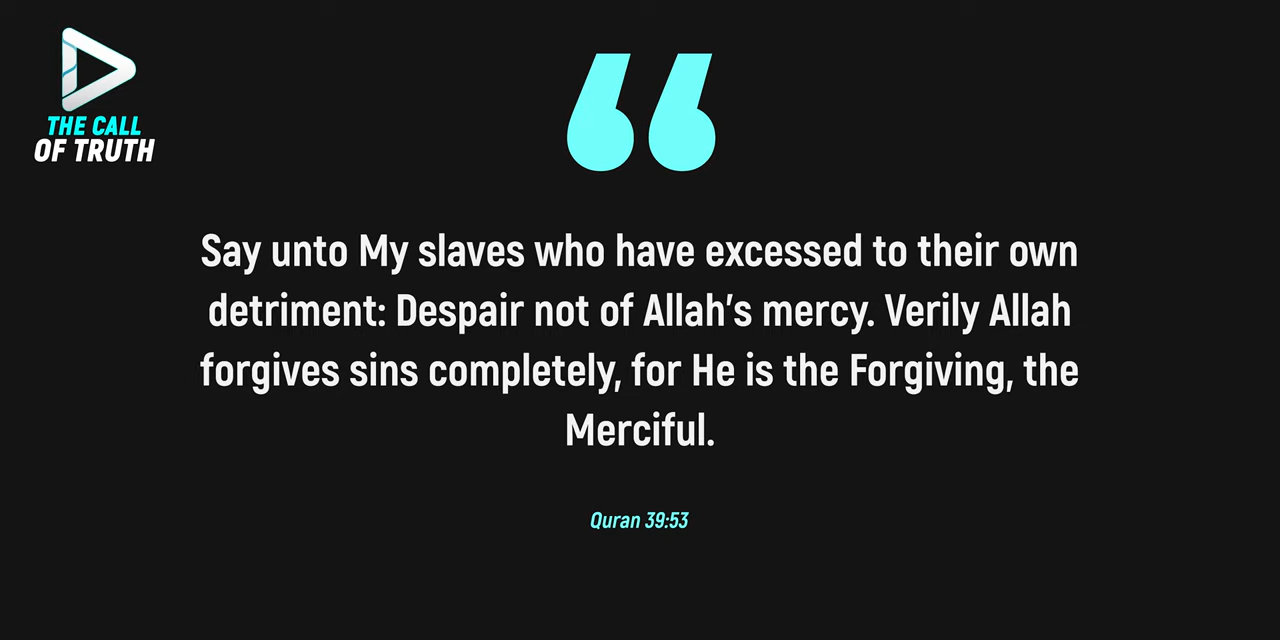 THE CALL
OF TRUTH
“
Say unto My slaves who have excessed to their own
detriment: Despair not of Allah's mercy. Verily Allah
forgives sins completely, for He is the Forgiving, the
Merciful.
Quran 39:53